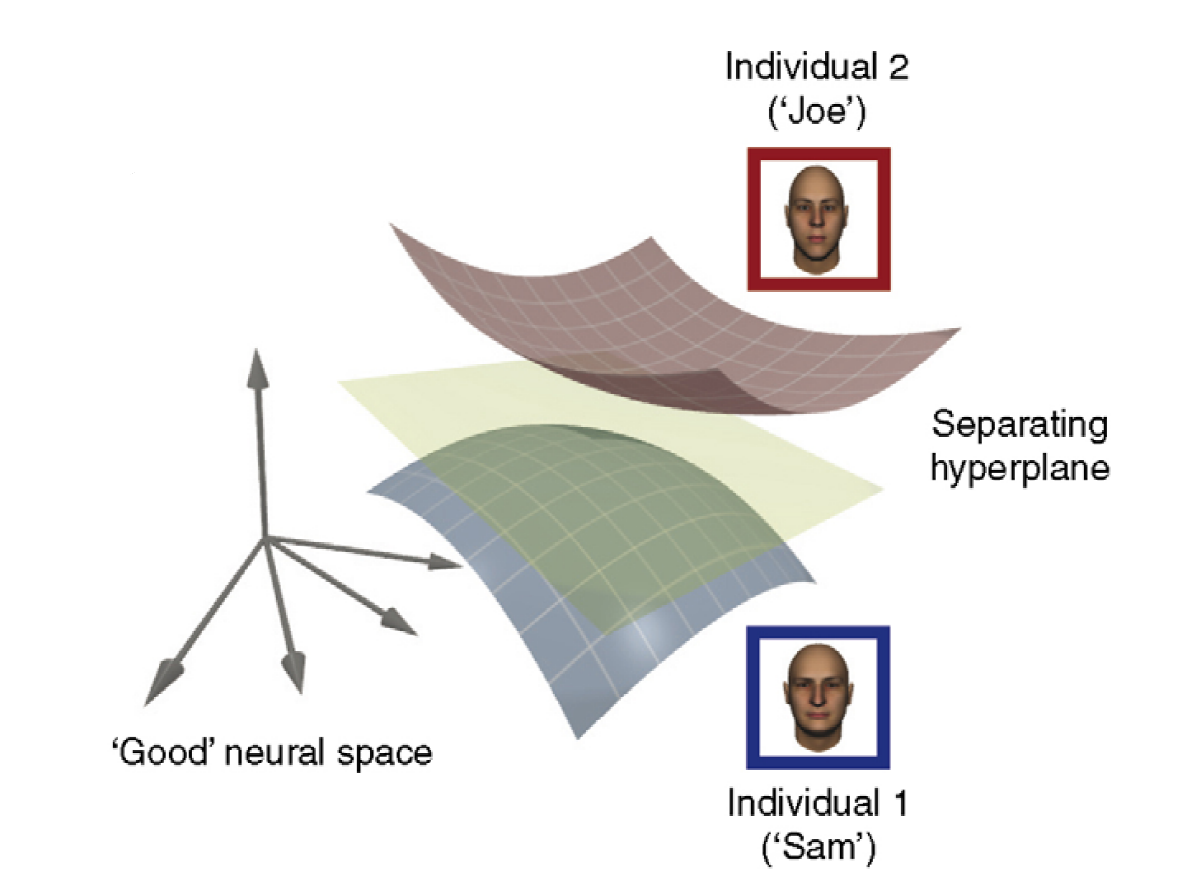 Individual 2
(‘Joe’)
Separating
hyperplane
‘Good’ neural space
Individual 1
(‘Sam’)